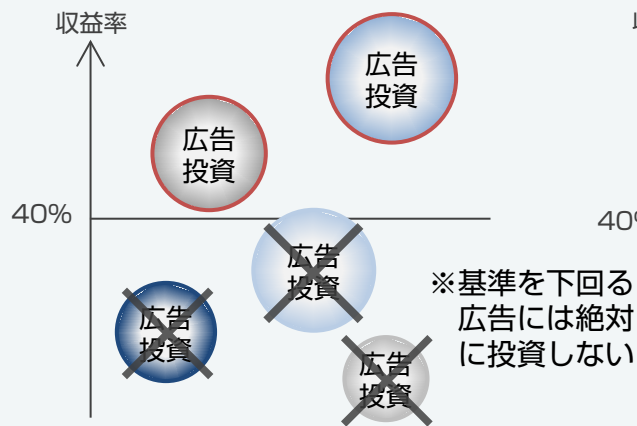 収益率
広告
投資
広告
投資
40%
広告
投資
広告
投資
広告
投資
※基準を下回る
広告には絶対
に投資しない